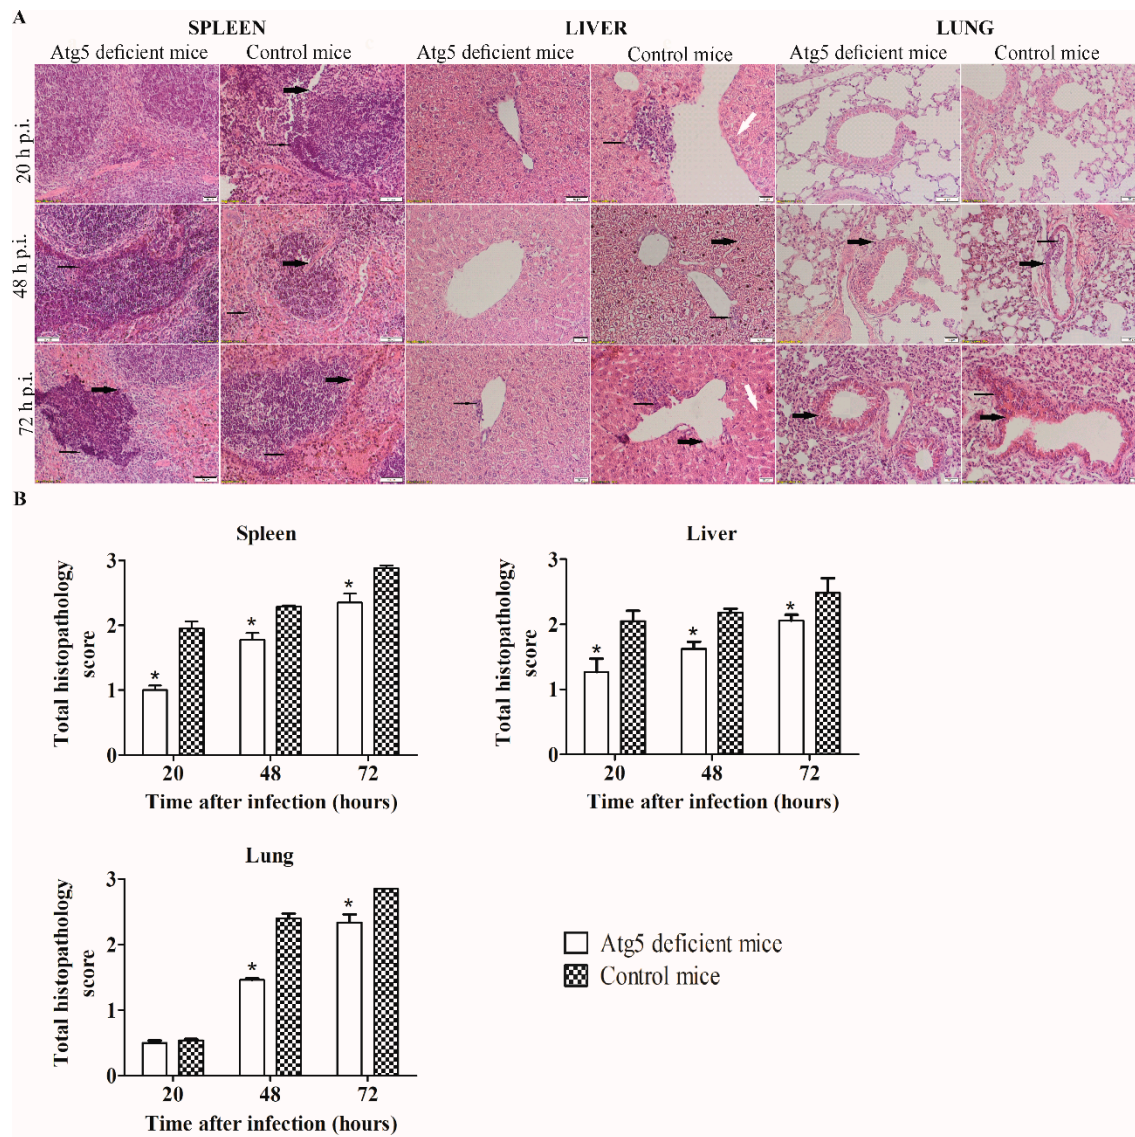 A
SPLEEN LIVER LUNG
Atg5 deficient mice Control mice Atg5 deficient mice Control mice Atg5 deficient mice Control mice
20 h p.i.
48 h p.i.
72 h p.i.
B
Spleen
Total histopathology
score
3
2
1
0
* * *
20 48 72
Time after infection (hours)
Liver
Total histopathology
score
3
2
1
0
* * *
20 48 72
Time after infection (hours)
Lung
Total histopathology
score
3
2
1
0
* *
20 48 72
Time after infection (hours)
Atg5 deficient mice
Control mice